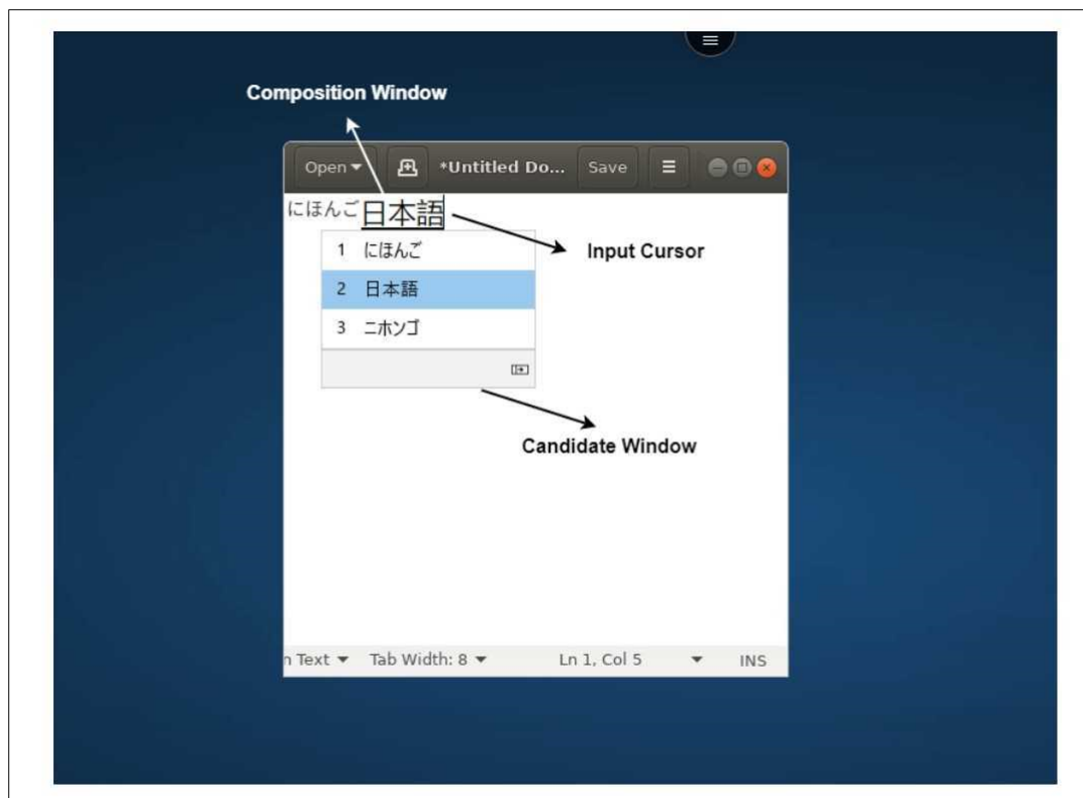 Composition Window
Open *Untitled Do... Save
にほんご日本語
1 にほんご
Input Cursor
2 日本語
3 ニホンゴ
Candidate Window
n Text Tab Width: 8 Ln 1, Col 5 INS